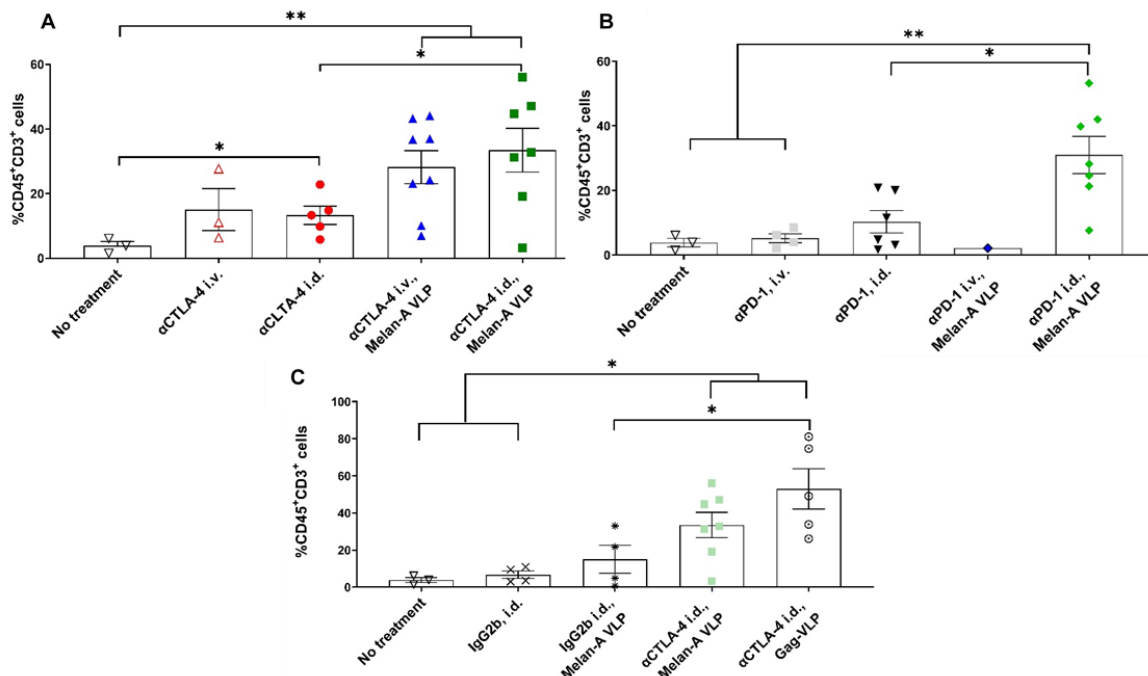 A
**
*
*
%CD45+CD3+ cells
60
40
20
0
No treatment
αCTLA-4 i.v.
αCLTA-4 i.d.
αCTLA-4 i.v.,
Melan-A VLP
αCTLA-4 i.d.,
Melan-A VLP
B
**
*
%CD45+CD3+ cells
60
40
20
0
No treatment
αPD-1, i.v.
αPD-1, i.d.
αPD-1 i.v.,
Melan-A VLP
αPD-1 i.d.,
Melan-A VLP
C
*
*
%CD45+CD3+ cells
100
80
60
40
20
0
No treatment
IgG2b, i.d.
IgG2b i.d.,
Melan-A VLP
αCTLA-4 i.d.,
Melan-A VLP
αCTLA-4 i.d.,
Gag-VLP